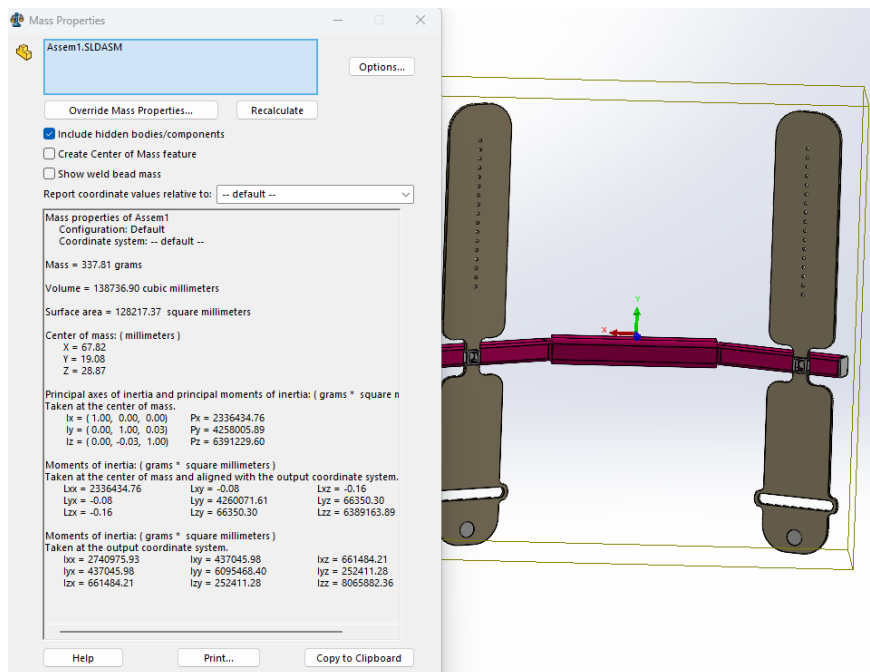 Mass Properties
Assem1.SLDASM
Options...
Override Mass Properties...
Recalculate
Include hidden bodies/components
Create Center of Mass feature
Show weld bead mass
Report coordinate values relative to: -- default --
Mass properties of Assem1
Configuration: Default
Coordinate system: -- default --
Mass = 337.81 grams
Volume = 138736.90 cubic millimeters
Surface area = 128217.37 square millimeters
Center of mass: ( millimeters )
X = 67.82
Y = 19.08
Z = 28.87
Principal axes of inertia and principal moments of inertia: ( grams * square n
Taken at the center of mass.
Ix = ( 1.00, 0.00, 0.00) Px = 2336434.76
Iy = ( 0.00, 1.00, 0.03) Py = 4258005.89
Iz = ( 0.00, -0.03, 1.00) Pz = 6391229.60
Moments of inertia: ( grams * square millimeters )
Taken at the center of mass and aligned with the output coordinate system.
Lxx = 2336434.76 Lxy = -0.08 Lxz = -0.16
Lyx = -0.08 Lyy = 4260071.61 Lyz = 66350.30
Lzx = -0.16 Lzy = 66350.30 Lzz = 6389163.89
Moments of inertia: ( grams * square millimeters )
Taken at the output coordinate system.
Ixx = 2740975.93 Ixy = 437045.98 Ixz = 661484.21
Iyx = 437045.98 Iyy = 6095468.40 Iyz = 252411.28
Izx = 661484.21 Izy = 252411.28 Izz = 8065882.36
Help
Print...
Copy to Clipboard
Y
X